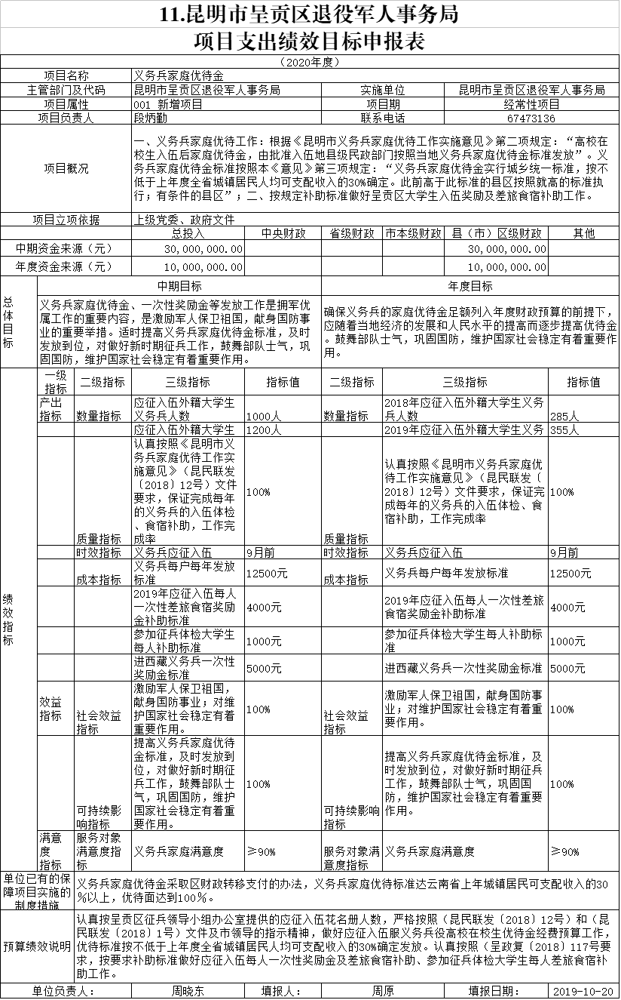 11.昆明市呈贡区退役军人事务局
项目支出绩效目标申报表
（2020年度）
项目名称 义务兵家庭优待金
主管部门及代码 昆明市呈贡区退役军人事务局 实施单位 昆明市呈贡区退役军人事务局
项目属性 001 新增项目 项目期 经常性项目
项目负责人 段炳勤 联系电话 67473136
项目概况
一、义务兵家庭优待工作：根据《昆明市义务兵家庭优待工作实施意见》第二项规定：“高校在
校生入伍后家庭优待金，由批准入伍地县级民政部门按照当地义务兵家庭优待金标准发放”。义
务兵家庭优待金标准按照本《意见》第三项规定：“义务兵家庭优待金实行城乡统一标准，按不
低于上年度全省城镇居民人均可支配收入的30%确定。此前高于此标准的县区按照就高的标准执
行；有条件的县区”；二、按规定补助标准做好呈贡区大学生入伍奖励及差旅食宿补助工作。
项目立项依据 上级党委、政府文件
总投入 中央财政 省级财政 市本级财政 县（市）区级财政 其他
中期资金来源（元） 30,000,000.00 30,000,000.00
年度资金来源（元） 10,000,000.00 10,000,000.00
总体目标
中期目标 年度目标
义务兵家庭优待金、一次性奖励金等发放工作是拥军优
属工作的重要内容，是激励军人保卫祖国，献身国防事
业的重要举措。适时提高义务兵家庭优待金标准，及时
发放到位，对做好新时期征兵工作，鼓舞部队士气，巩
固国防，维护国家社会稳定有着重要作用。
确保义务兵的家庭优待金足额列入年度财政预算的前提下，
应随着当地经济的发展和人民水平的提高而逐步提高优待金
。鼓舞部队士气，巩固国防，维护国家社会稳定有着重要作
用。
绩效指标
一级
指标
二级指标 三级指标 指标值 二级指标 三级指标 指标值
产出
指标
数量指标
应征入伍外籍大学生
义务兵人数
1000人
数量指标
2018年应征入伍外籍大学生义务
兵人数
285人
应征入伍外籍大学生 1200人 2019年应征入伍外籍大学生义务 355人
质量指标
认真按照《昆明市义
务兵家庭优待工作实
施意见》（昆民联发
〔2018〕12号）文件
要求，保证完成每年
的义务兵的入伍体检
、食宿补助，工作完
成率
100%
质量指标
认真按照《昆明市义务兵家庭优
待工作实施意见》（昆民联发〔
2018〕12号）文件要求，保证完
成每年的义务兵的入伍体检、食
宿补助，工作完成率
100%
时效指标 义务兵应征入伍 9月前 时效指标 义务兵应征入伍 9月前
成本指标
义务兵每户每年发放
标准
12500元
成本指标 义务兵每户每年发放标准 12500元
2019年应征入伍每人
一次性差旅食宿奖励
金补助标准
4000元
2019年应征入伍每人一次性差旅
食宿奖励金补助标准
4000元
参加征兵体检大学生
每人补助标准
1000元
参加征兵体检大学生每人补助标
准
1000元
进西藏义务兵一次性
奖励金标准
5000元
进西藏义务兵一次性奖励金标准 5000元
效益
指标
社会效益
指标
激励军人保卫祖国，
献身国防事业；对维
护国家社会稳定有着
重要作用。
100%
社会效益
指标
激励军人保卫祖国，献身国防事
业；对维护国家社会稳定有着重
要作用。
100%
可持续影
响指标
提高义务兵家庭优待
金标准，及时发放到
位，对做好新时期征
兵工作，鼓舞部队士
气，巩固国防，维护
国家社会稳定有着重
要作用。
100%
可持续影响
指标
提高义务兵家庭优待金标准，及
时发放到位，对做好新时期征兵
工作，鼓舞部队士气，巩固国
防，维护国家社会稳定有着重要
作用。
100%
满意
度
指标
服务对象
满意度指
标
义务兵家庭满意度 ≥90%
服务对象满
意度指标
义务兵家庭满意度 ≥90%
单位已有的保
障项目实施的
制度措施
义务兵家庭优待金采取区财政转移支付的办法，义务兵家庭优待标准达云南省上年城镇居民可支配收入的30
％以上，优待面达到100％。
预算绩效说明
认真按呈贡区征兵领导小组办公室提供的应征入伍花名册人数，严格按照（昆民联发〔2018〕12号）和（昆
民联发〔2018〕1号）文件及市领导的指示精神，做好应征入伍服义务兵役高校在校生优待金经费预算工作，
优待标准按不低于上年度全省城镇居民人均可支配收入的30%确定发放。认真按照（呈政复〔2018〕117号要
求，按要求补助标准做好应征入伍每人一次性奖励金及差旅食宿补助、参加征兵体检大学生每人差旅食宿补
助工作。
单位负责人： 周晓东 填报人： 周原 填报日期： 2019-10-20